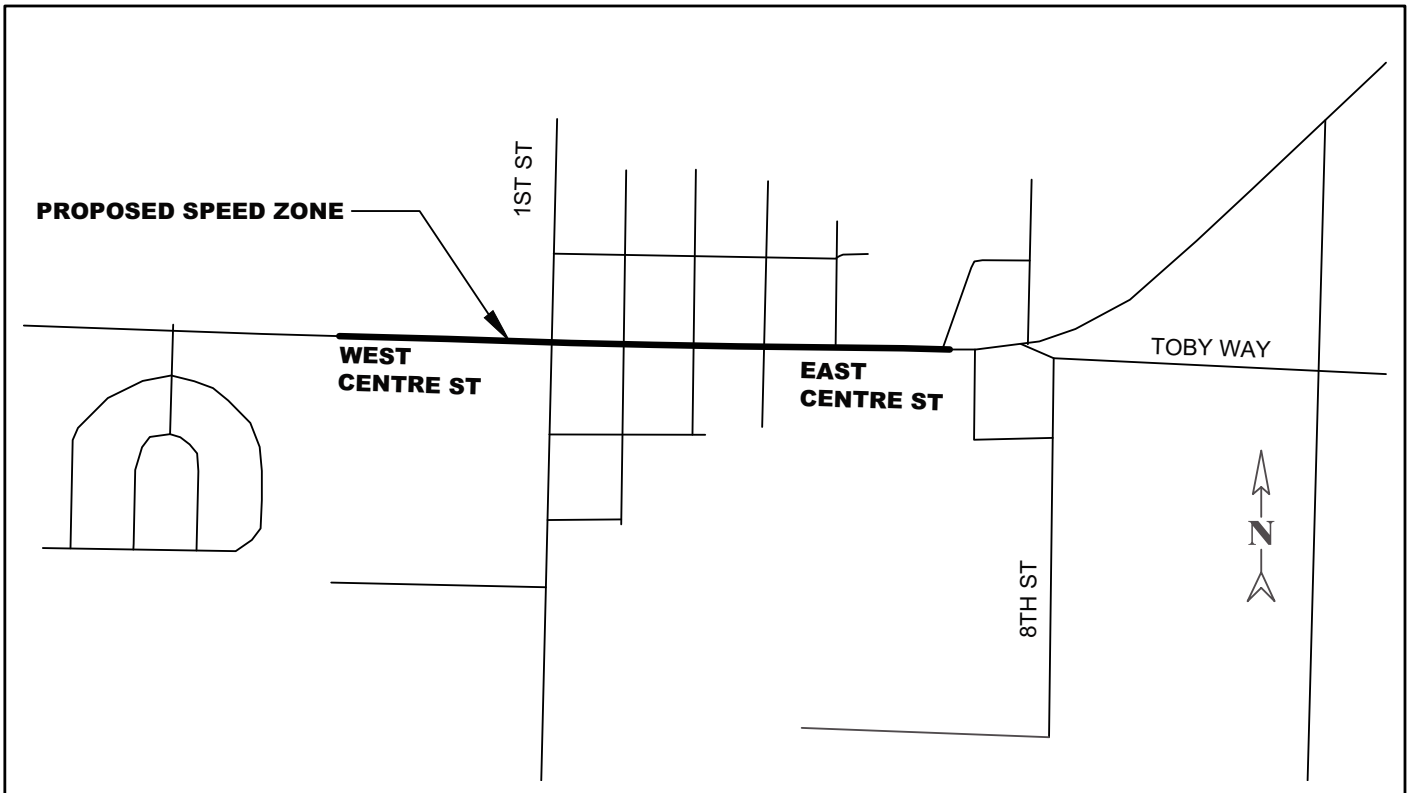 1ST ST
PROPOSED SPEED ZONE
WEST
CENTRE ST
EAST
CENTRE ST
TOBY WAY
N
8TH ST